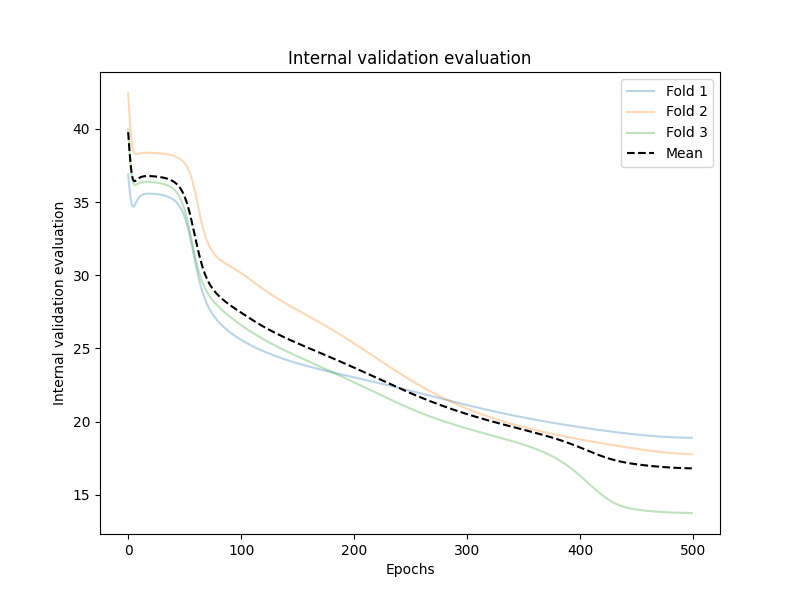 Internal validation evaluation
Fold 1
Fold 2
Fold 3
Mean
Internal validation evaluation
40
35
30
25
20
15
0 100 200 300 400 500
Epochs